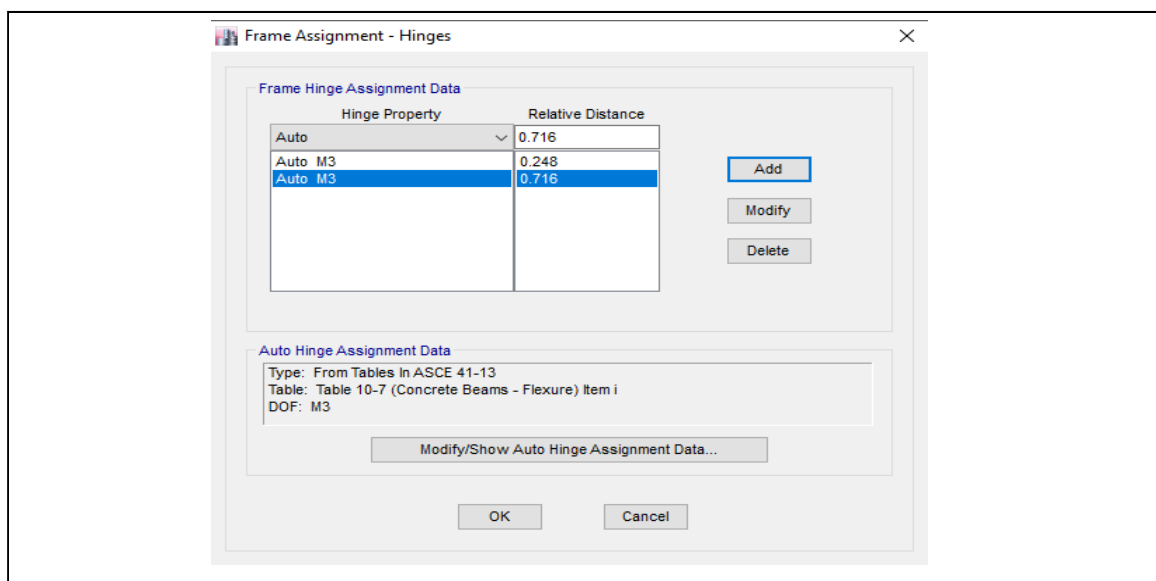 Frame Assignment - Hinges
Frame Hinge Assignment Data
Hinge Property Relative Distance
Auto 0.716
Auto M3 0.248
Auto M3 0.716
Add
Modify
Delete
Auto Hinge Assignment Data
Type: From Tables In ASCE 41-13
Table: Table 10-7 (Concrete Beams - Flexure) Item i
DOF: M3
Modify/Show Auto Hinge Assignment Data...
OK Cancel